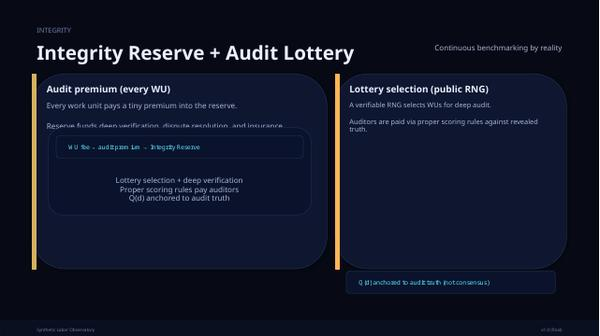 INTEGRITY
Integrity Reserve + Audit Lottery
Continuous benchmarking by reality
Audit premium (every WU)
Every work unit pays a tiny premium into the reserve.
Reserve funds deep verification, dispute resolution, and insurance.
WU fee → audit premium → Integrity Reserve
Lottery selection + deep verification
Proper scoring rules pay auditors
Q(d) anchored to audit truth
Lottery selection (public RNG)
A verifiable RNG selects WUs for deep audit.
Auditors are paid via proper scoring rules against revealed
truth.
Q(d) anchored to audit truth (not consensus)
Synthetic Labor Observatory